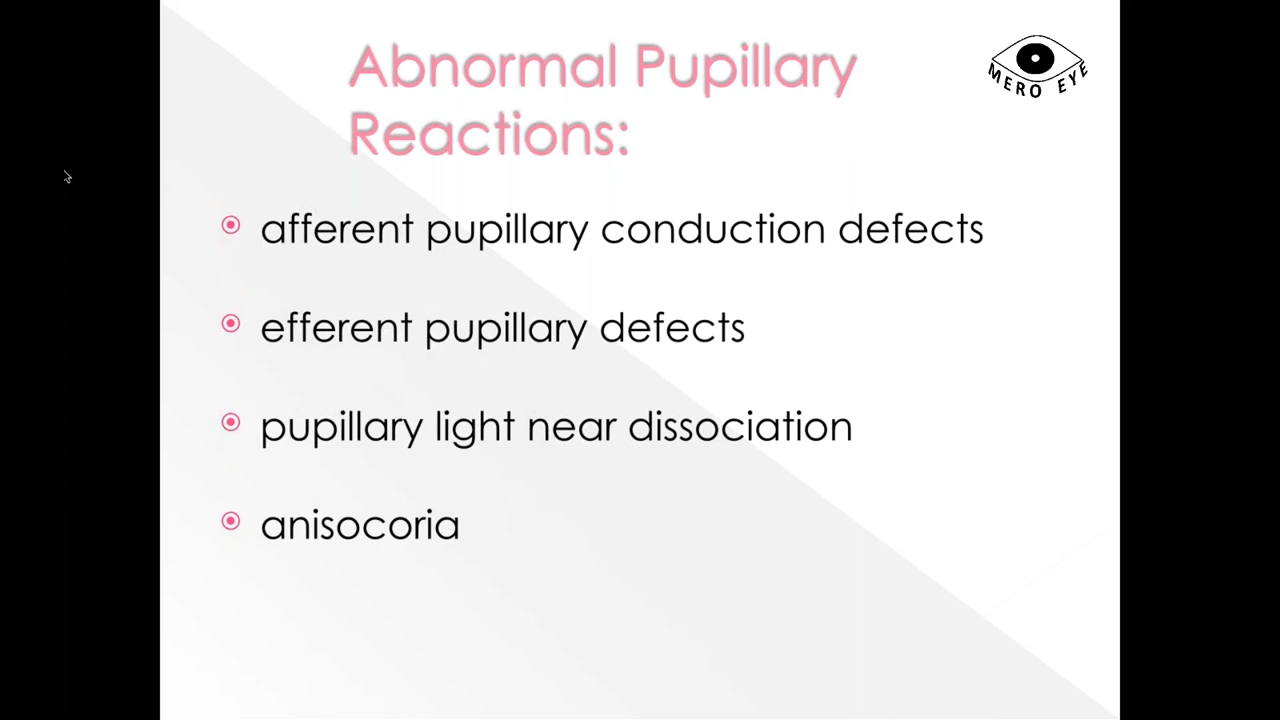 Abnormal Pupillary
Reactions:
MERO EYE
afferent pupillary conduction defects
efferent pupillary defects
pupillary light near dissociation
anisocoria